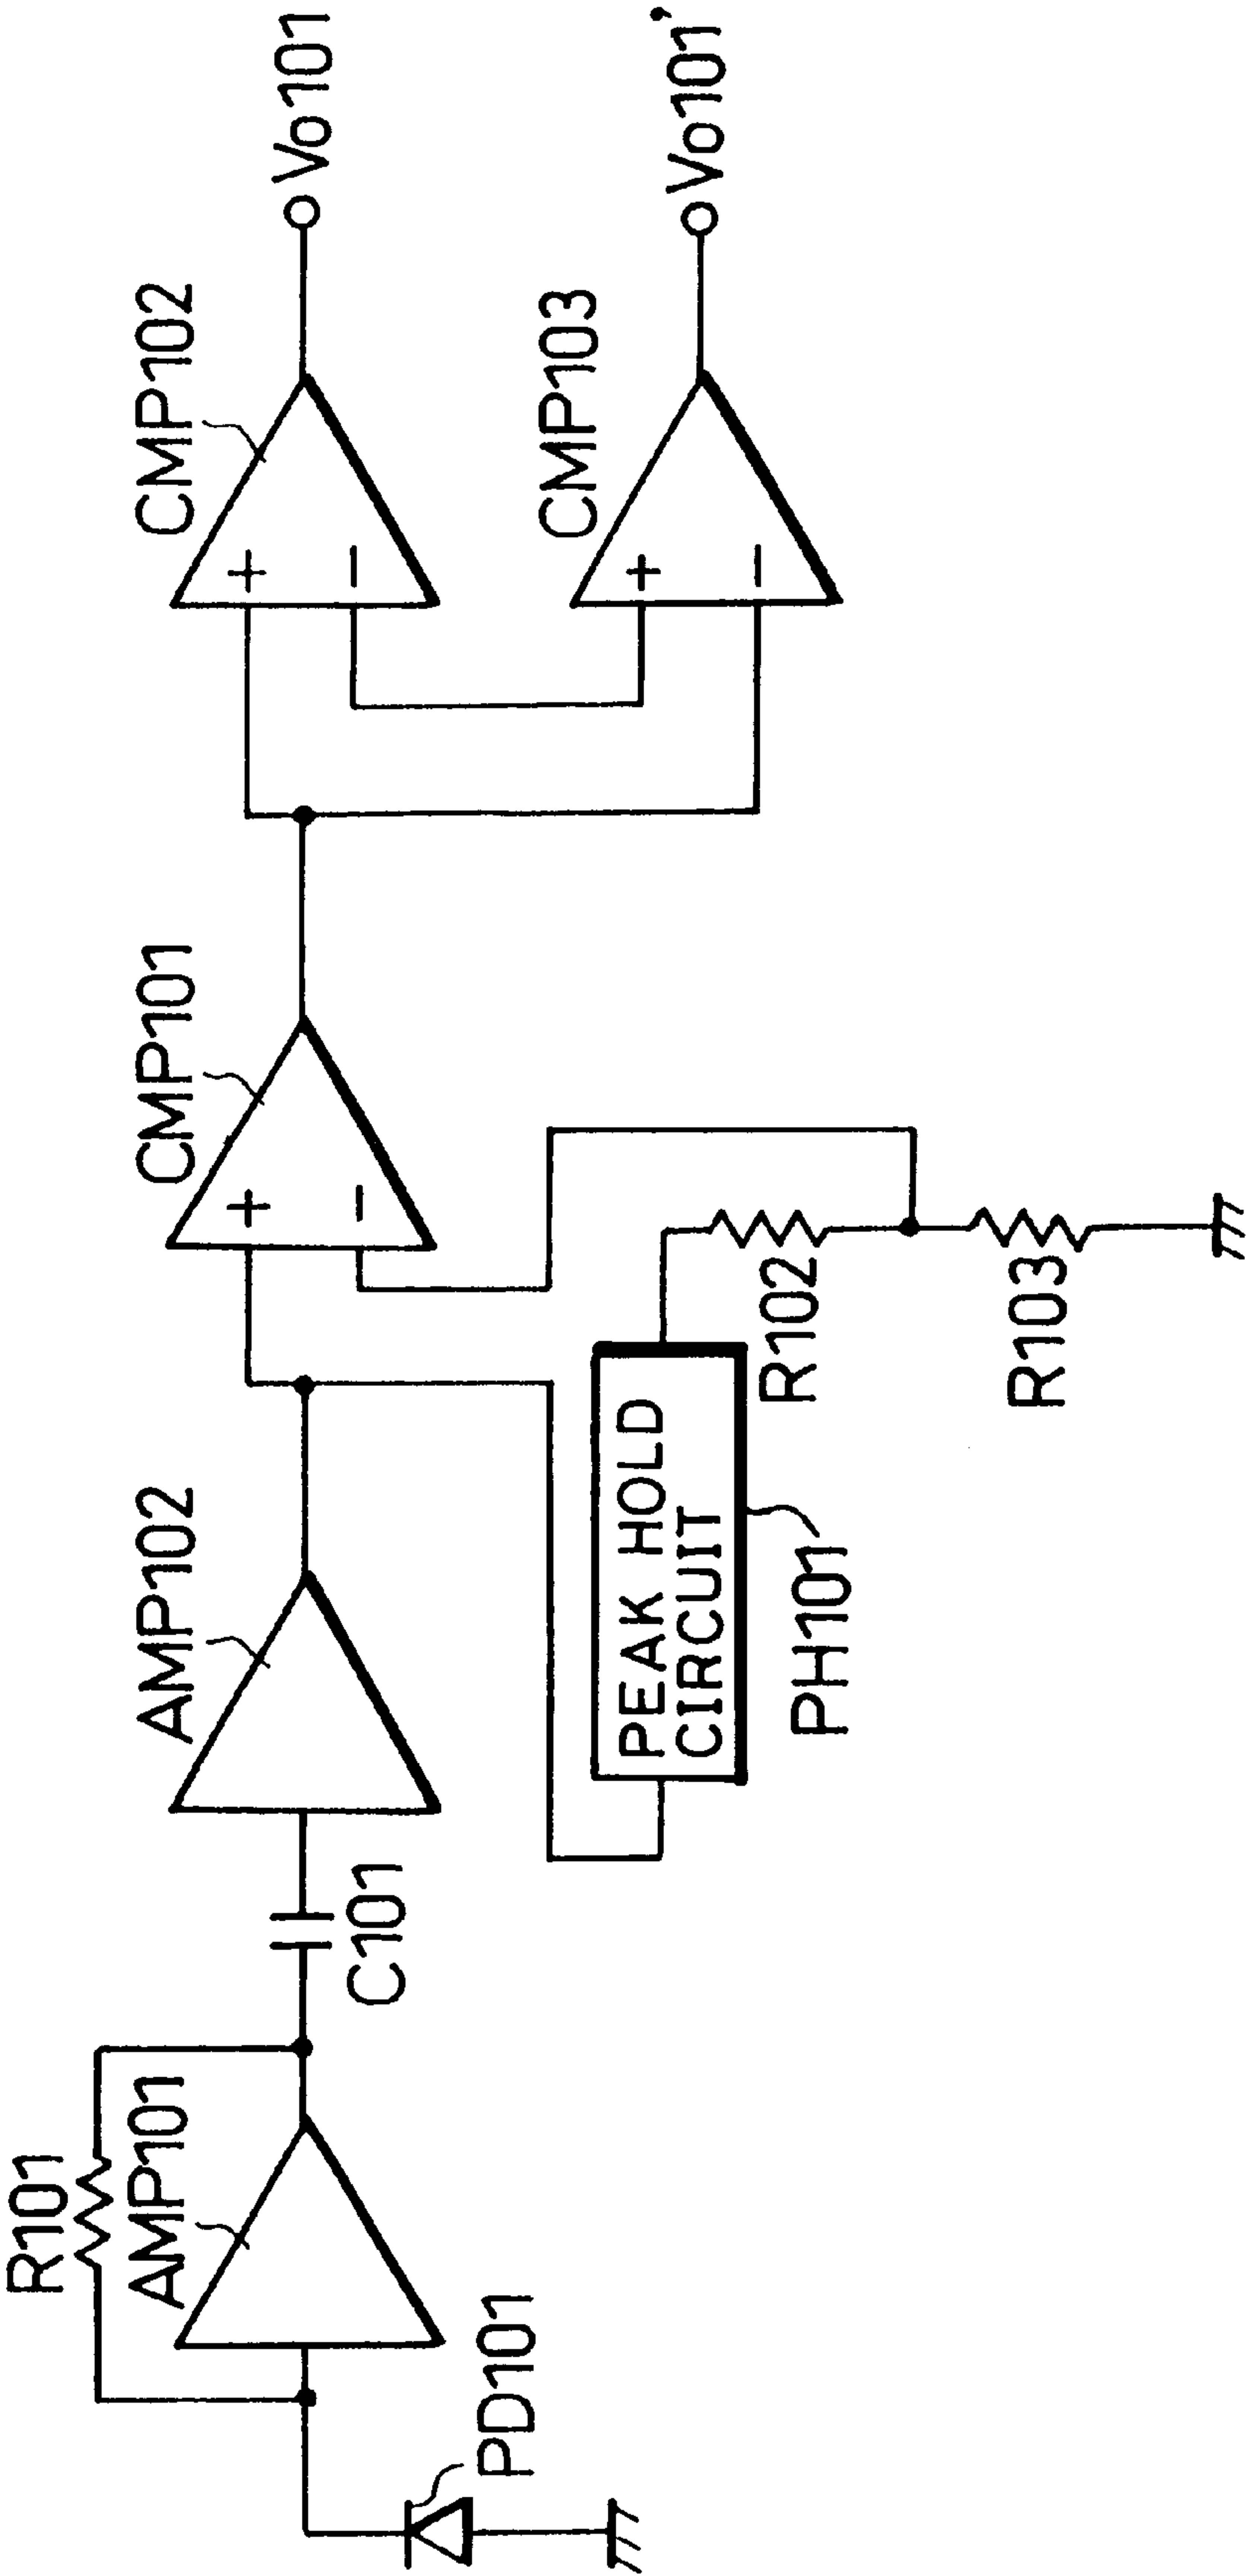 R101
AMP101
PD101
C101
AMP102
PEAK HOLD
CIRCUIT
PH101
CMP101
+
−
R102
R103
CMP102
+
−
CMP103
+
−
Vo101
Vo101'